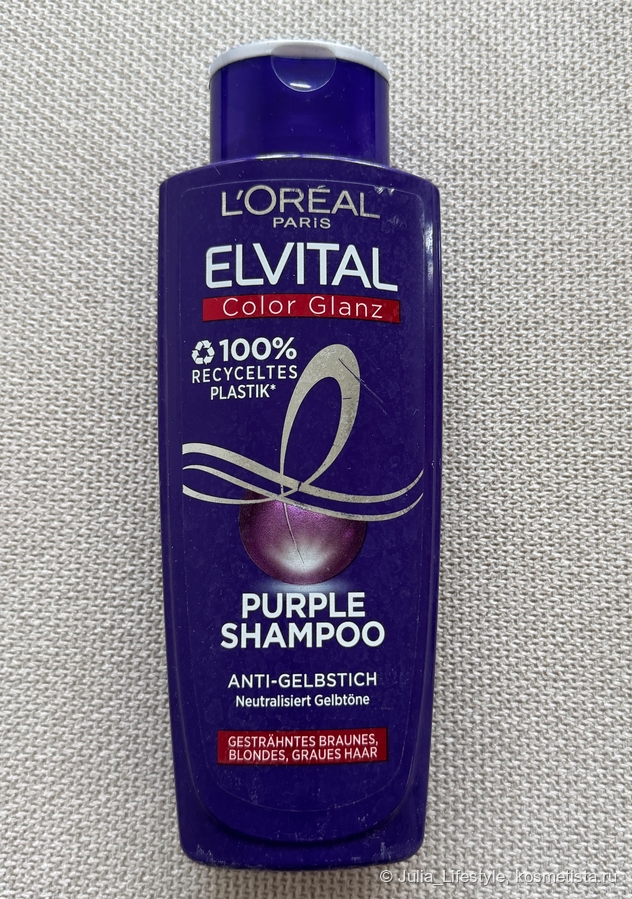 L'ORÉAL
PARIS
ELVITAL
Color Glanz
100%
RECYCELTES
PLASTIK*
PURPLE
SHAMPOO
ANTI-GELBSTICH
Neutralisiert Gelbtöne
GESTRÄHNTES BRAUNES,
BLONDES, GRAUES HAAR
© Julia_Lifestyle, kosmetista.ru